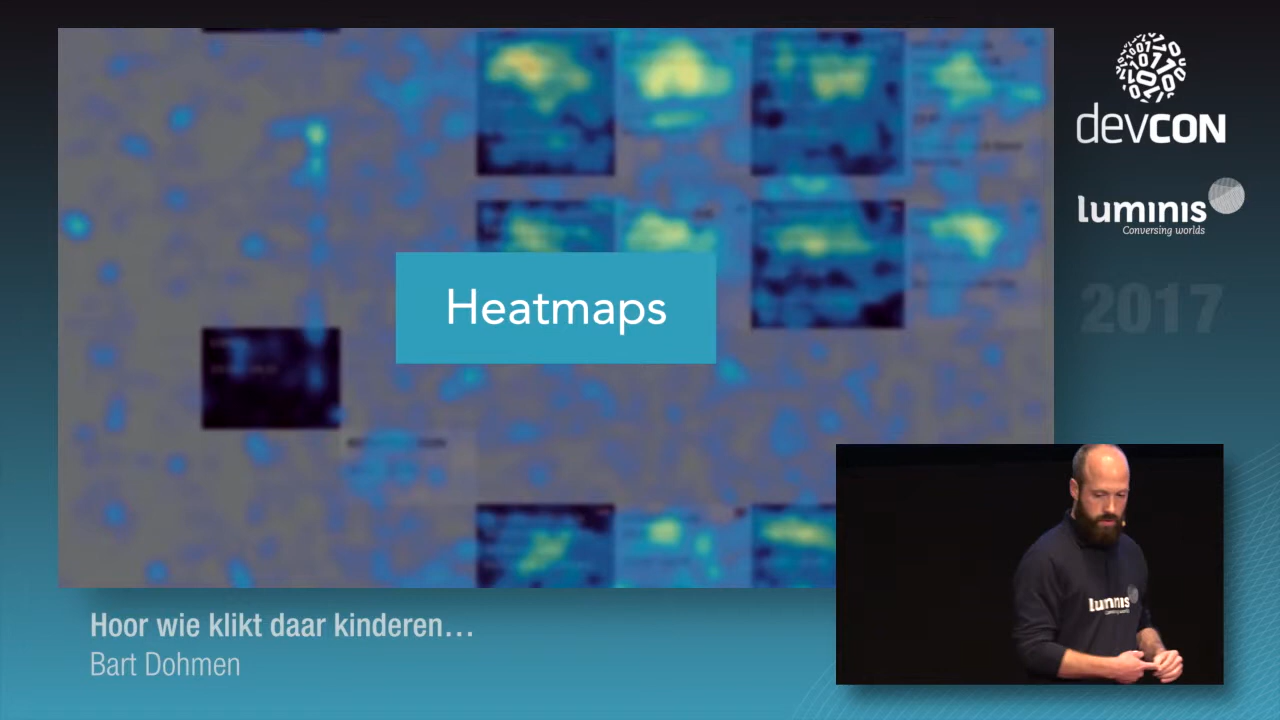 Heatmaps
devCON
luminis
Conversing worlds
2017
Hoor wie klikt daar kinderen...
Bart Dohmen
luminis